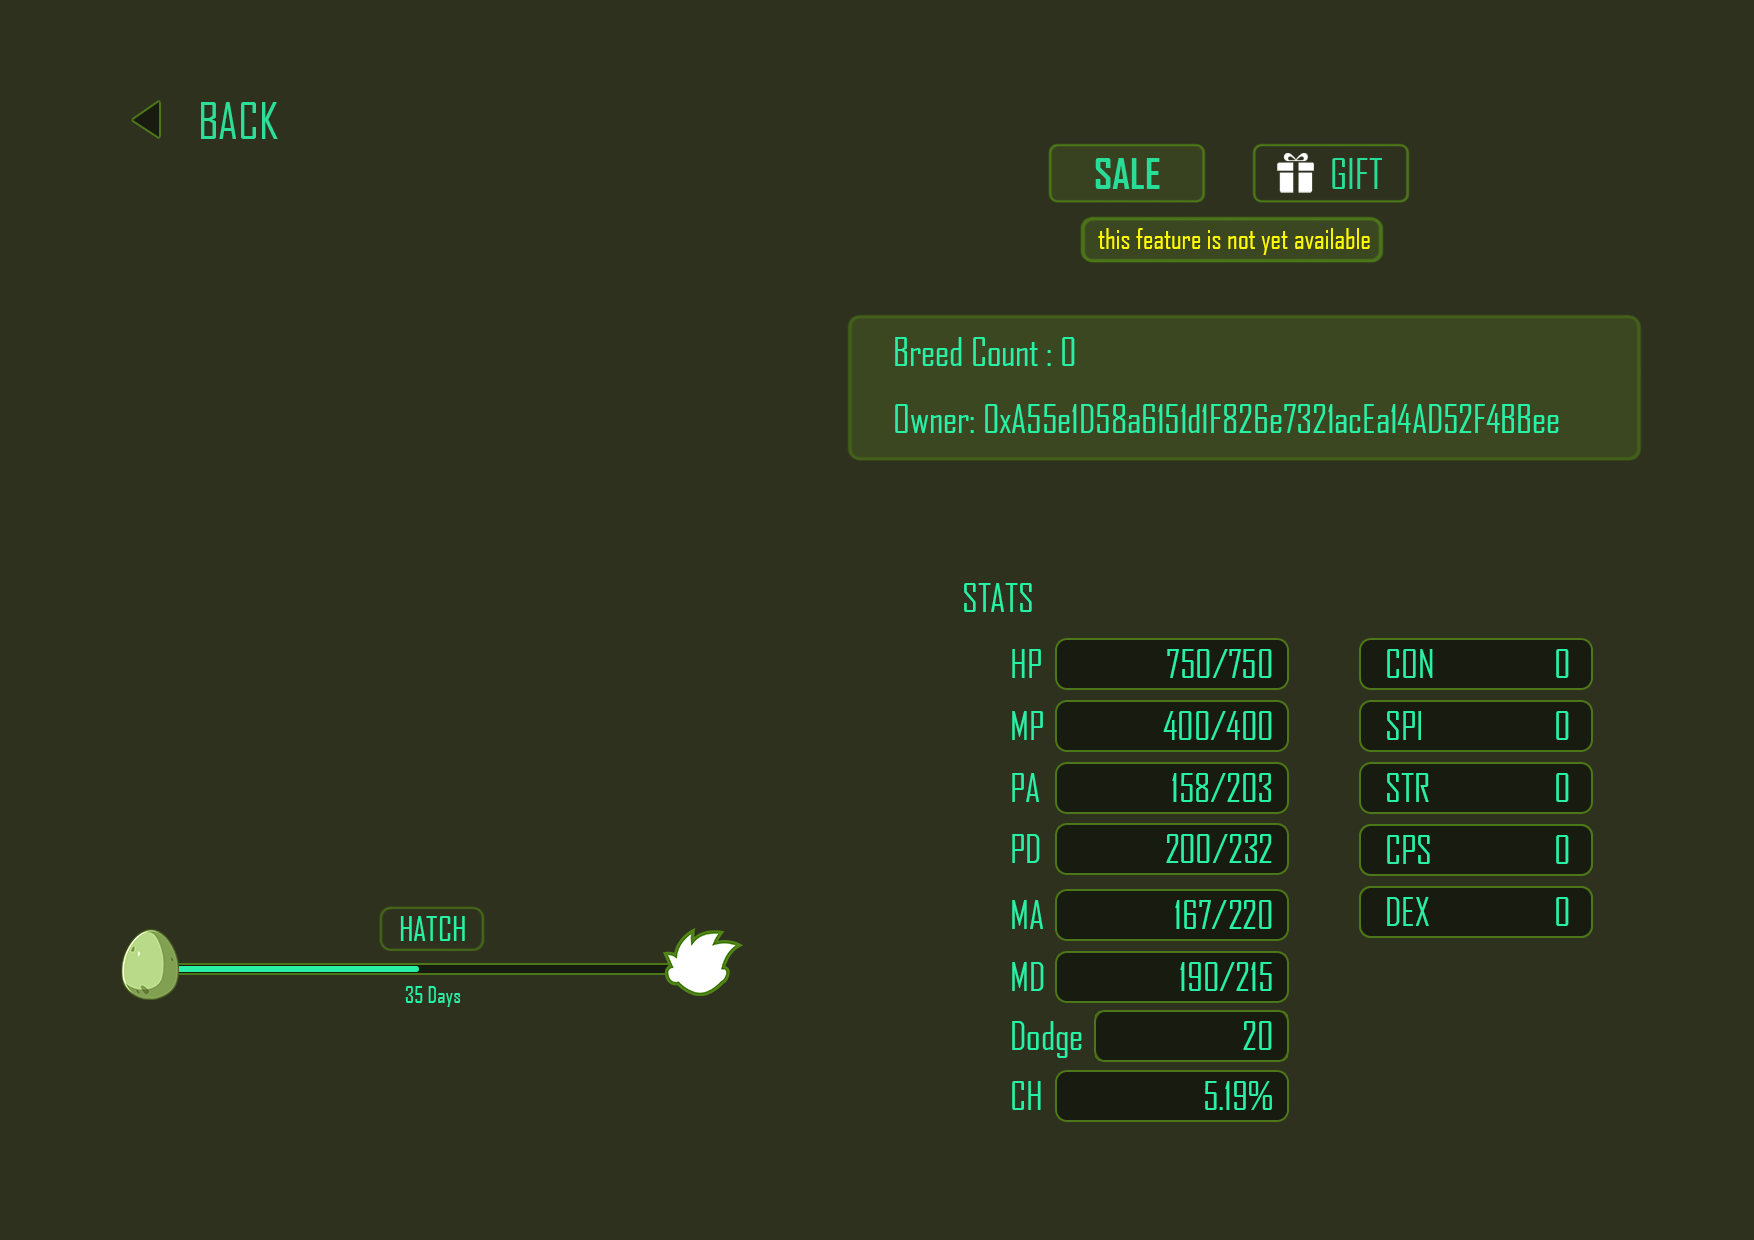 BACK
SALE
GIFT
this feature is not yet available
Breed Count : 0
Owner: 0xA55e1D58a6151d1F826e7321acEa14AD52F4BBee
STATS
HP 750/750
CON 0
MP 400/400
SPI 0
PA 158/203
STR 0
PD 200/232
CPS 0
MA 167/220
DEX 0
MD 190/215
Dodge 20
CH 5.19%
HATCH
35 Days